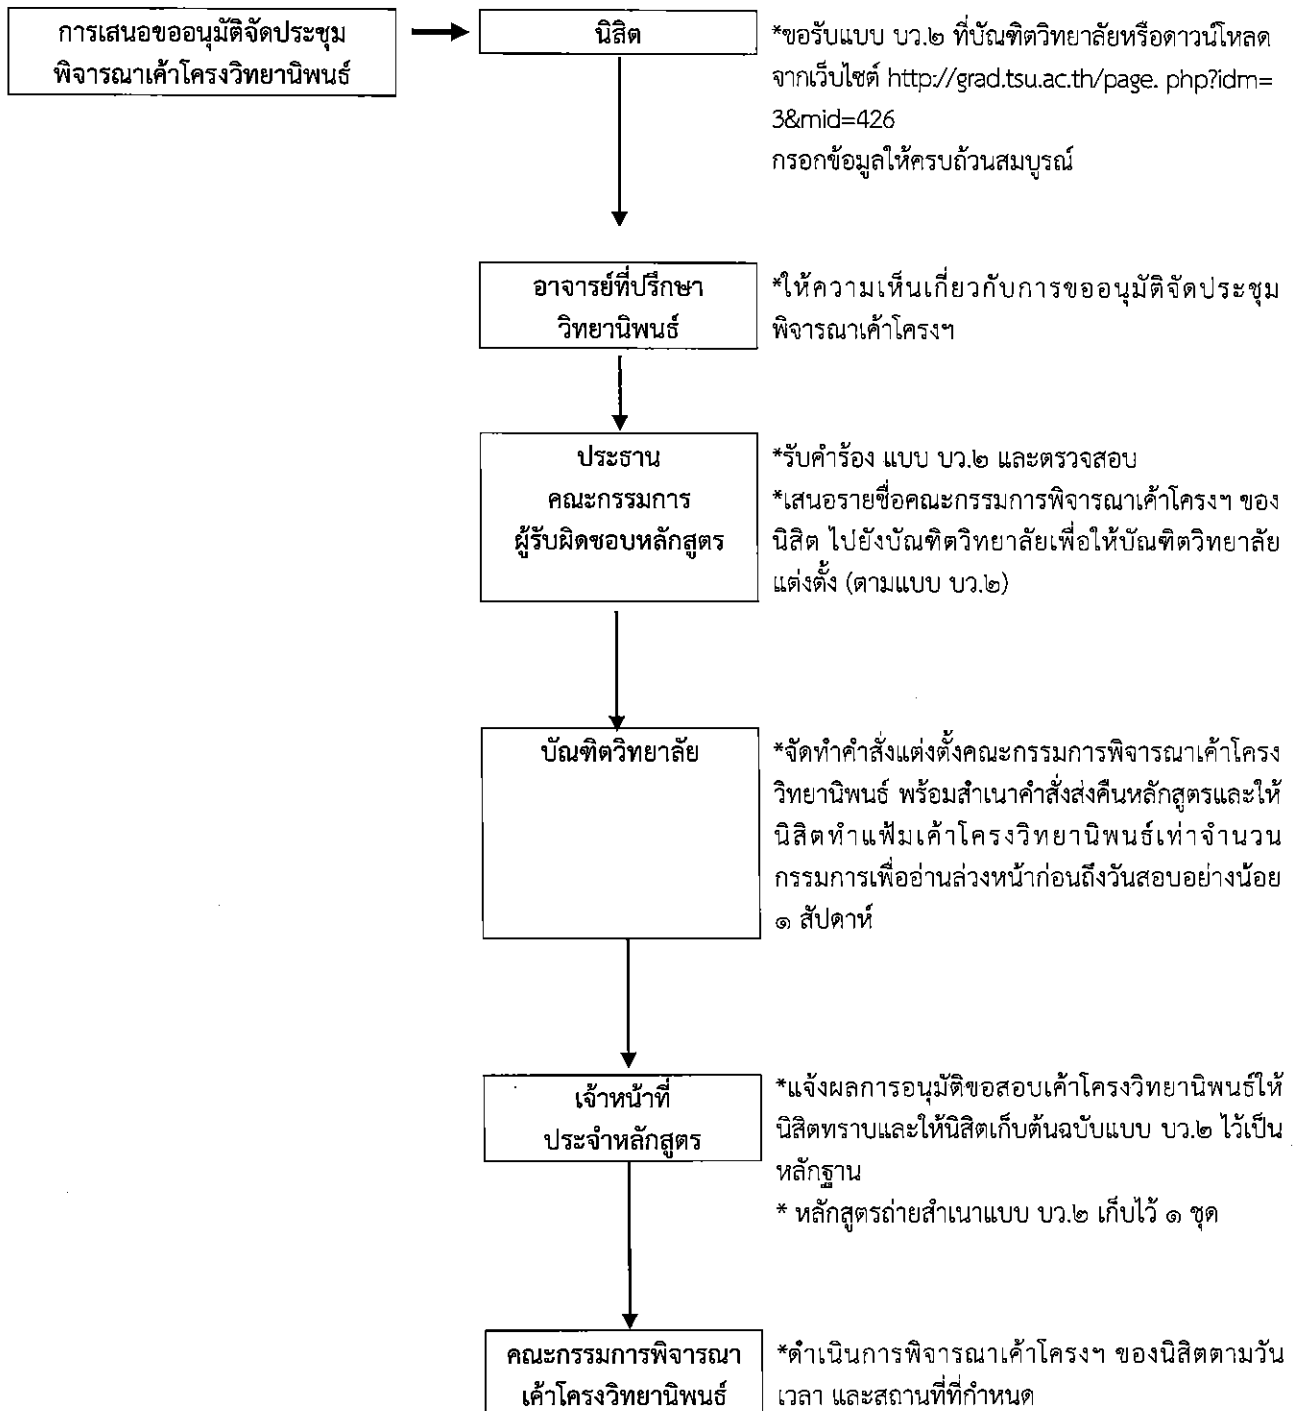 การเสนอขออนุมัติจัดประชุม
พิจารณาเค้าโครงวิทยานิพนธ์
นิสิต
*ขอรับแบบ บว.๒ ที่บัณฑิตวิทยาลัยหรือดาวน์โหลด
จากเว็บไซต์ http://grad.tsu.ac.th/page. php?idm=
3&mid=426
กรอกข้อมูลให้ครบถ้วนสมบูรณ์
อาจารย์ที่ปรึกษา
วิทยานิพนธ์
*ให้ความเห็นเกี่ยวกับการขออนุมัติจัดประชุม
พิจารณาเค้าโครงฯ
ประธาน
คณะกรรมการ
ผู้รับผิดชอบหลักสูตร
*รับคำร้อง แบบ บว.๒ และตรวจสอบ
*เสนอรายชื่อคณะกรรมการพิจารณาเค้าโครงฯ ของ
นิสิต ไปยังบัณฑิตวิทยาลัยเพื่อให้บัณฑิตวิทยาลัย
แต่งตั้ง (ตามแบบ บว.๒)
บัณฑิตวิทยาลัย
*จัดทำคำสั่งแต่งตั้งคณะกรรมการพิจารณาเค้าโครง
วิทยานิพนธ์ พร้อมสำเนาคำสั่งส่งคืนหลักสูตรและให้
นิสิตทำแฟ้มเค้าโครงวิทยานิพนธ์เท่าจำนวน
กรรมการเพื่ออ่านล่วงหน้าก่อนถึงวันสอบอย่างน้อย
๑ สัปดาห์
เจ้าหน้าที่
ประจำหลักสูตร
*แจ้งผลการอนุมัติขอสอบเค้าโครงวิทยานิพนธ์ให้
นิสิตทราบและให้นิสิตเก็บต้นฉบับแบบ บว.๒ ไว้เป็น
หลักฐาน
* หลักสูตรถ่ายสำเนาแบบ บว.๒ เก็บไว้ ๑ ชุด
คณะกรรมการพิจารณา
เค้าโครงวิทยานิพนธ์
*ดำเนินการพิจารณาเค้าโครงฯ ของนิสิตตามวัน
เวลา และสถานที่ที่กำหนด